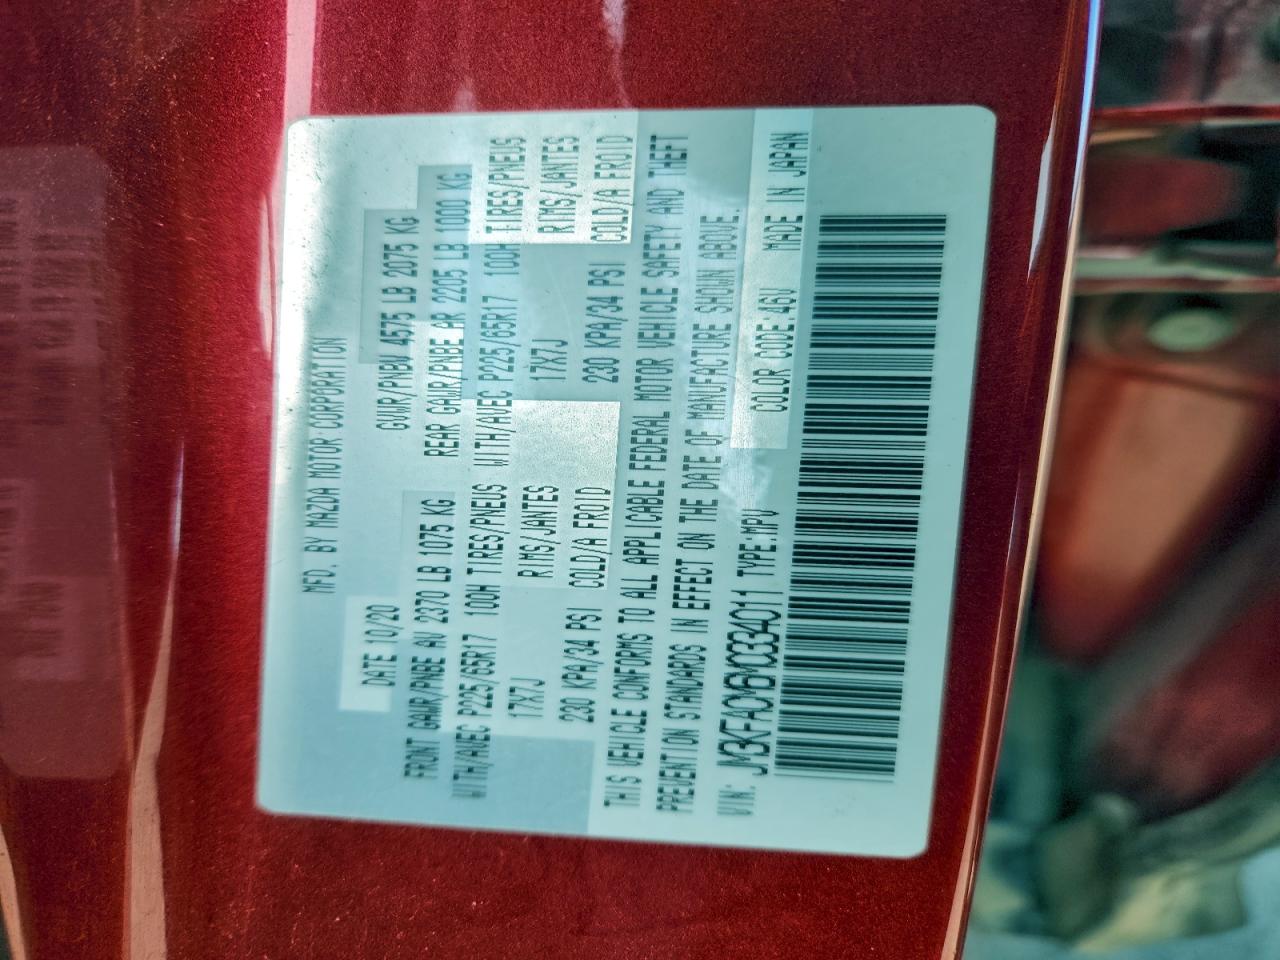 MFD. BY MAZDA MOTOR CORPORATION
DATE 10/20 GVWR/PNBV 4575 LB 2075 KG
FRONT GAWR/PNBE AV 2370 LB 1075 KG REAR GAWR/PNBE AR 2205 LB 1000 KG
WITH/AVEC P225/65R17 100H TIRES/PNEUS WITH/AVEC P225/65R17 100H TIRES/PNEUS
17X7J RIMS/JANTES 17X7J RIMS/JANTES
230 KPA/34 PSI COLD/A FROID 230 KPA/34 PSI COLD/A FROID
THIS VEHICLE CONFORMS TO ALL APPLICABLE FEDERAL MOTOR VEHICLE SAFETY AND THEFT
PREVENTION STANDARDS IN EFFECT ON THE DATE OF MANUFACTURE SHOWN ABOVE.
VIN: JM3KFACM6M0334011 TYPE:MPV COLOR CODE:46V MADE IN JAPAN